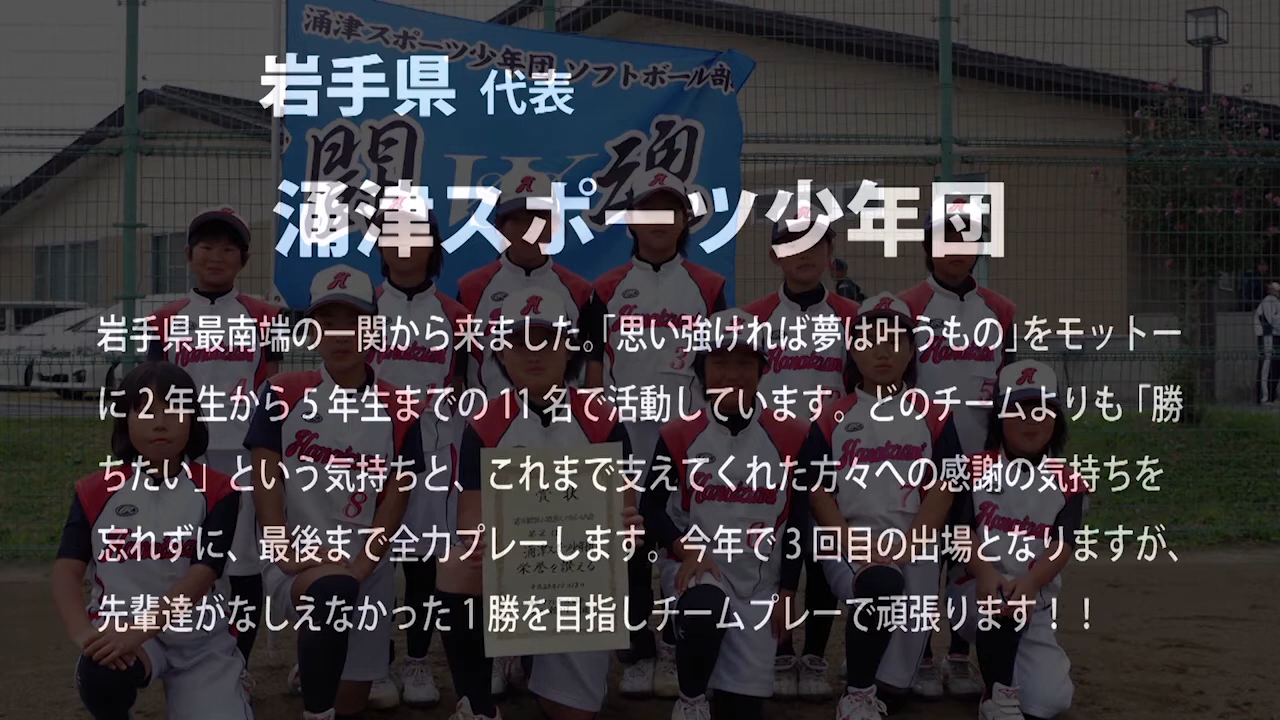 涌津スポーツ少年団 ソフトボール部
岩手県 代表
闘 魂
涌津スポーツ少年団
岩手県最南端の一関から来ました。「思い強ければ夢は叶うもの」をモットー
に2年生から5年生までの11名で活動しています。どのチームよりも「勝
ちたい」という気持ちと、これまで支えてくれた方々への感謝の気持ちを
忘れずに、最後まで全力プレーします。今年で3回目の出場となりますが、
先輩達がなしえなかった1勝を目指しチームプレーで頑張ります！！
Hanaizumi
3
5
8
7
賞状